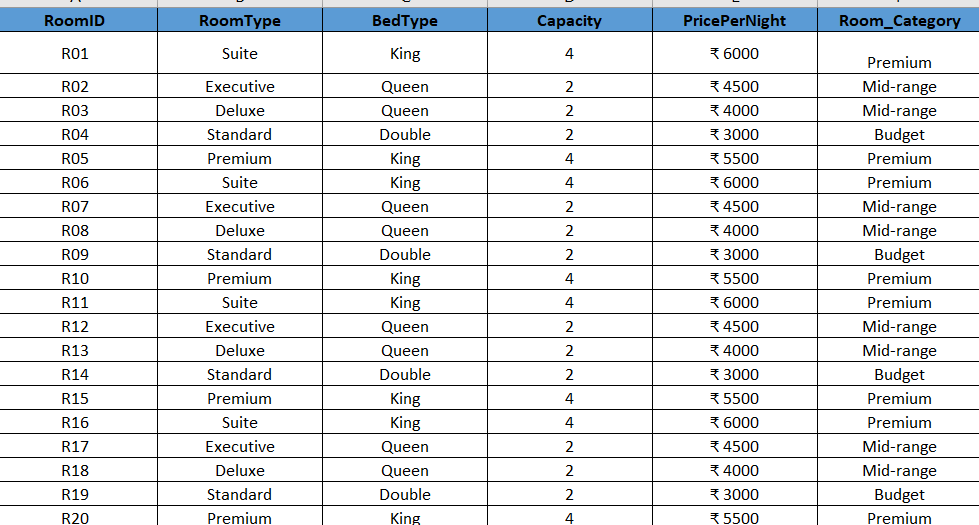 RoomID RoomType BedType Capacity PricePerNight Room_Category
R01 Suite King 4 ₹ 6000 Premium
R02 Executive Queen 2 ₹ 4500 Mid-range
R03 Deluxe Queen 2 ₹ 4000 Mid-range
R04 Standard Double 2 ₹ 3000 Budget
R05 Premium King 4 ₹ 5500 Premium
R06 Suite King 4 ₹ 6000 Premium
R07 Executive Queen 2 ₹ 4500 Mid-range
R08 Deluxe Queen 2 ₹ 4000 Mid-range
R09 Standard Double 2 ₹ 3000 Budget
R10 Premium King 4 ₹ 5500 Premium
R11 Suite King 4 ₹ 6000 Premium
R12 Executive Queen 2 ₹ 4500 Mid-range
R13 Deluxe Queen 2 ₹ 4000 Mid-range
R14 Standard Double 2 ₹ 3000 Budget
R15 Premium King 4 ₹ 5500 Premium
R16 Suite King 4 ₹ 6000 Premium
R17 Executive Queen 2 ₹ 4500 Mid-range
R18 Deluxe Queen 2 ₹ 4000 Mid-range
R19 Standard Double 2 ₹ 3000 Budget
R20 Premium King 4 ₹ 5500 Premium